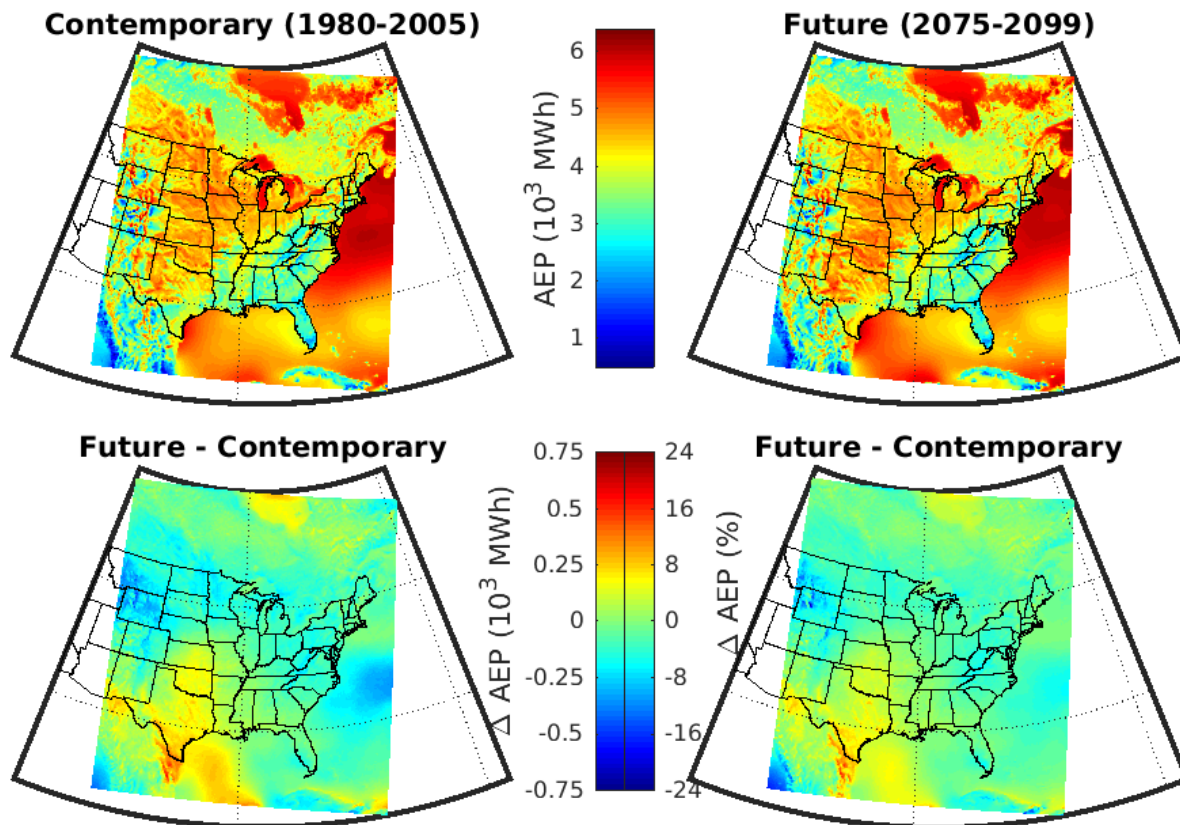 Contemporary (1980-2005)
Future (2075-2099)
AEP (10³ MWh)
6
5
4
3
2
1
Future - Contemporary
Future - Contemporary
Δ AEP (10³ MWh)
0.75
0.5
0.25
0
-0.25
-0.5
-0.75
24
16
8
0
-8
-16
-24
Δ AEP (%)